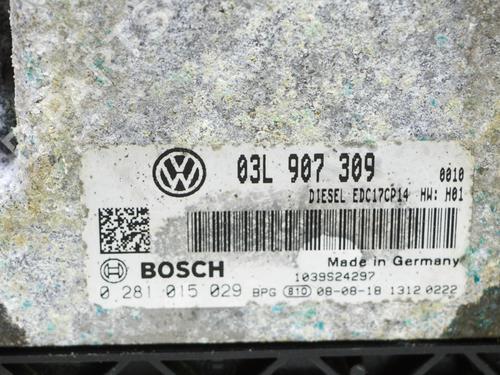 03L 907 309 0010
DIESEL EDC17CP14 HW: H01
Made in Germany
BOSCH 1039S24297
0 281 015 029 BPG 810 08-08-18 1312 0222